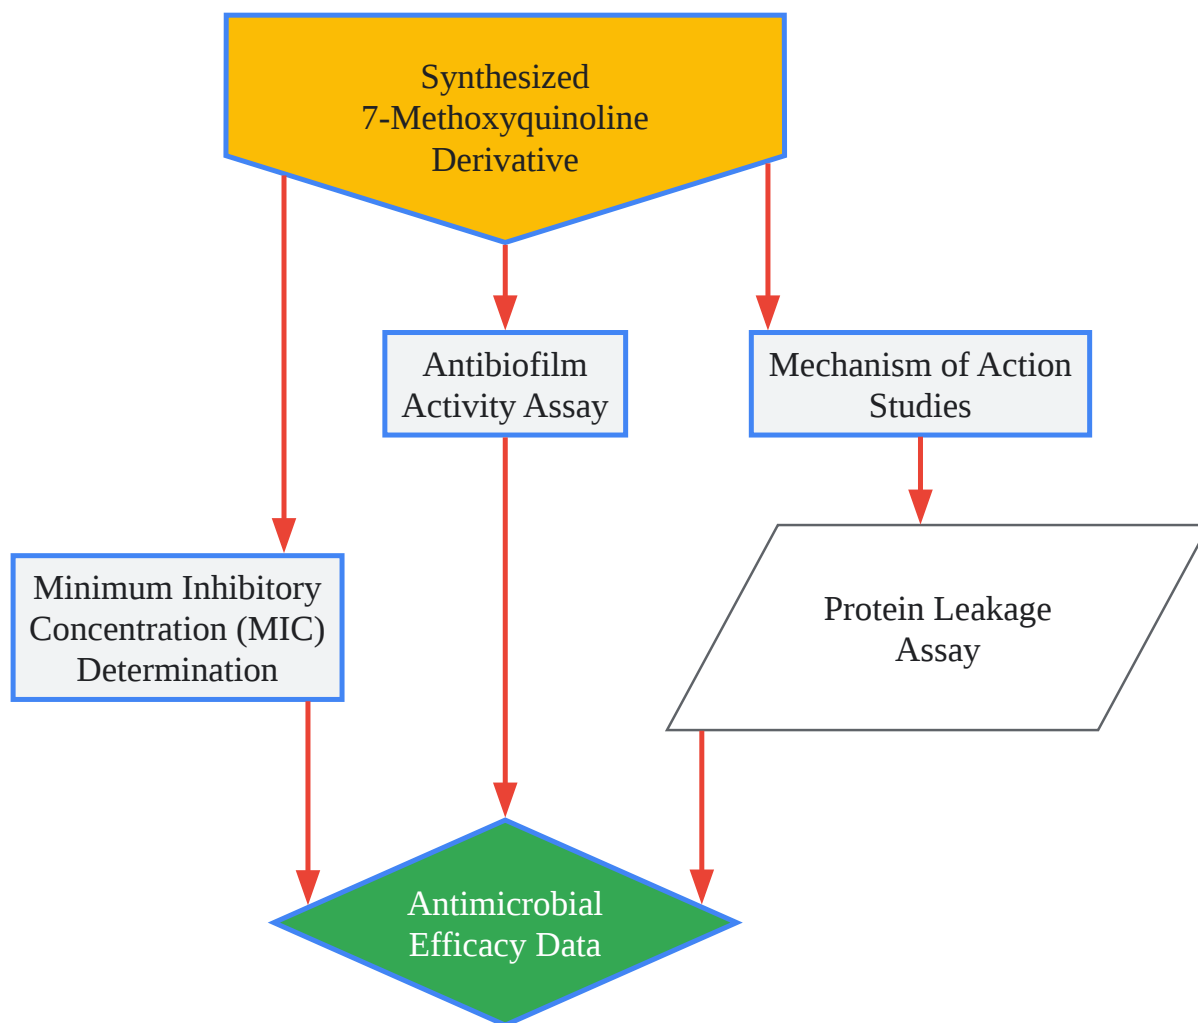 Synthesized
7-Methoxyquinoline
Derivative
Antibiofilm
Activity Assay
Mechanism of Action
Studies
Minimum Inhibitory
Concentration (MIC)
Determination
Protein Leakage
Assay
Antimicrobial
Efficacy Data